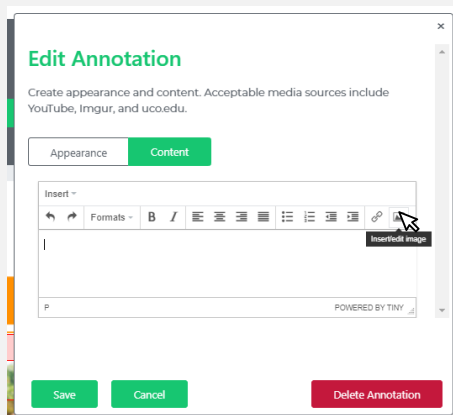 ×
Edit Annotation
Create appearance and content. Acceptable media sources include
YouTube, Imgur, and uco.edu.
Appearance Content
Insert
Formats B I
Insert/edit image
P POWERED BY TINY
Save Cancel Delete Annotation